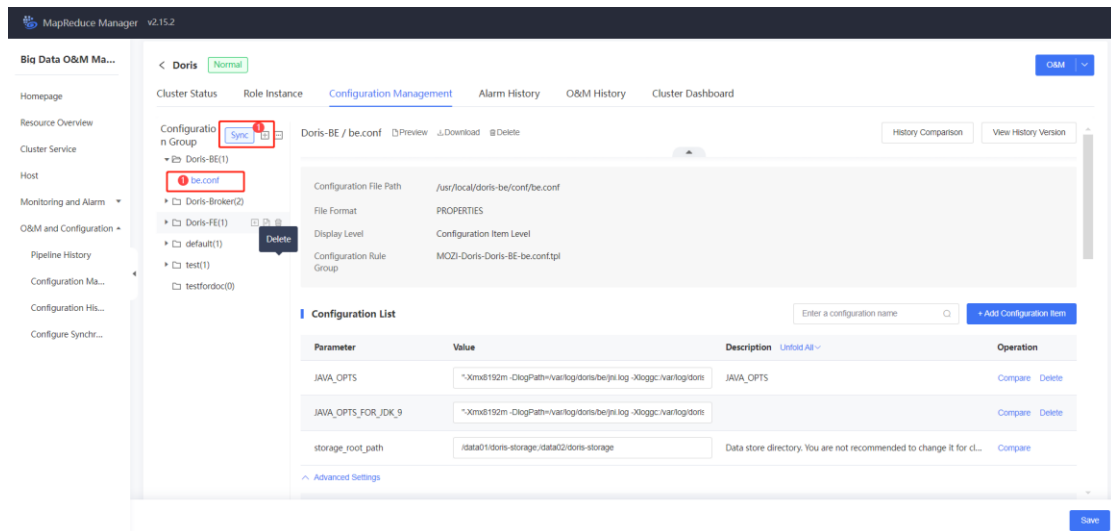 MapReduce Manager v2.15.2
Big Data O&M Ma...
Homepage
Resource Overview
Cluster Service
Host
Monitoring and Alarm
O&M and Configuration
Pipeline History
Configuration Ma...
Configuration His...
Configure Synchr...
Doris Normal
O&M
Cluster Status Role Instance Configuration Management Alarm History O&M History Cluster Dashboard
Configuratio
n Group
Sync 1
Doris-BE(1)
1 be.conf
Doris-Broker(2)
Doris-FE(1)
Delete
default(1)
test(1)
testfordoc(0)
Doris-BE / be.conf Preview Download Delete
History Comparison View History Version
Configuration File Path /usr/local/doris-be/conf/be.conf
File Format PROPERTIES
Display Level Configuration Item Level
Configuration Rule
Group
MOZI-Doris-Doris-BE-be.conf.tpl
Configuration List
Enter a configuration name
+ Add Configuration Item
Parameter Value Description Unfold All Operation
JAVA_OPTS "-Xmx8192m -DlogPath=/var/log/doris/be/jni.log -Xloggc:/var/log/doris JAVA_OPTS Compare Delete
JAVA_OPTS_FOR_JDK_9 "-Xmx8192m -DlogPath=/var/log/doris/be/jni.log -Xloggc:/var/log/doris Compare Delete
storage_root_path /data01/doris-storage;/data02/doris-storage Data store directory. You are not recommended to change it for cl... Compare
Advanced Settings
Save